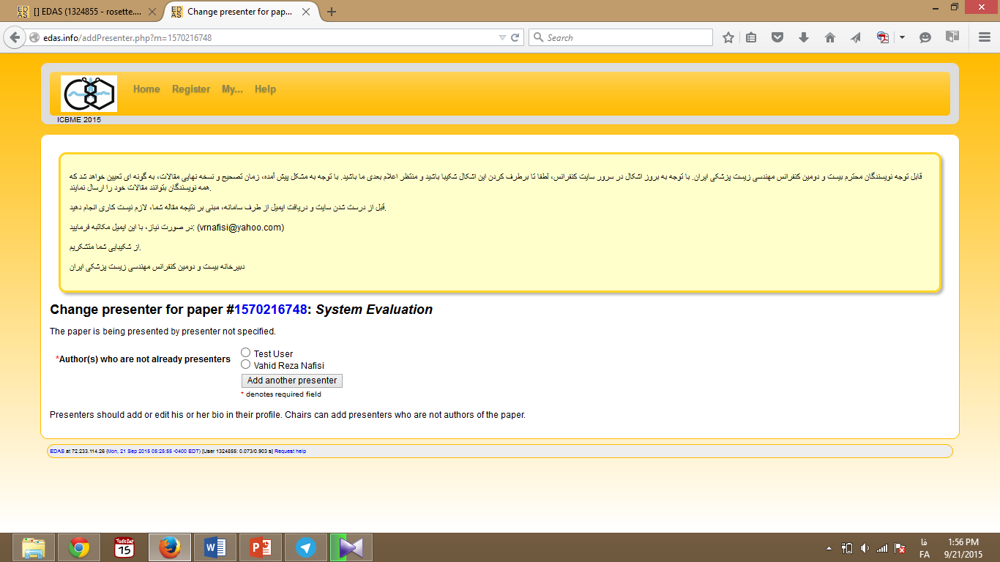 [] EDAS (1324855 - rosette....
Change presenter for pap...
edas.info/addPresenter.php?m=1570216748
Search
Home Register My... Help
ICBME 2015
قابل توجه نویسندگان محترم بیست و دومین کنفرانس مهندسی زیست پزشکی ایران. با توجه به بروز اشکال در سرور سایت کنفرانس، لطفا تا برطرف کردن این اشکال شکیبا باشید و منتظر اعلام بعدی ما باشید. با توجه به مشکل پیش آمده، زمان تصحیح و نسخه نهایی مقالات، به گونه ای تعیین خواهد شد که
همه نویسندگان بتوانند مقالات خود را ارسال نمایند.
قبل از درست شدن سایت و دریافت ایمیل از طرف سامانه، مبنی بر نتیجه مقاله شما، لازم نیست کاری انجام دهید.
در صورت نیاز، با این ایمیل مکاتبه فرمایید: (vrnafisi@yahoo.com)
از شکیبایی شما متشکریم.
دبیرخانه بیست و دومین کنفرانس مهندسی زیست پزشکی ایران
Change presenter for paper #1570216748: System Evaluation
The paper is being presented by presenter not specified.
*Author(s) who are not already presenters
Test User
Vahid Reza Nafisi
Add another presenter
* denotes required field
Presenters should add or edit his or her bio in their profile. Chairs can add presenters who are not authors of the paper.
EDAS at 72.233.114.26 (Mon, 21 Sep 2015 05:25:55 -0400 EDT) [User 1324855: 0.073/0.903 s] Request help
TUES DAY
15
فا
FA
1:56 PM
9/21/2015